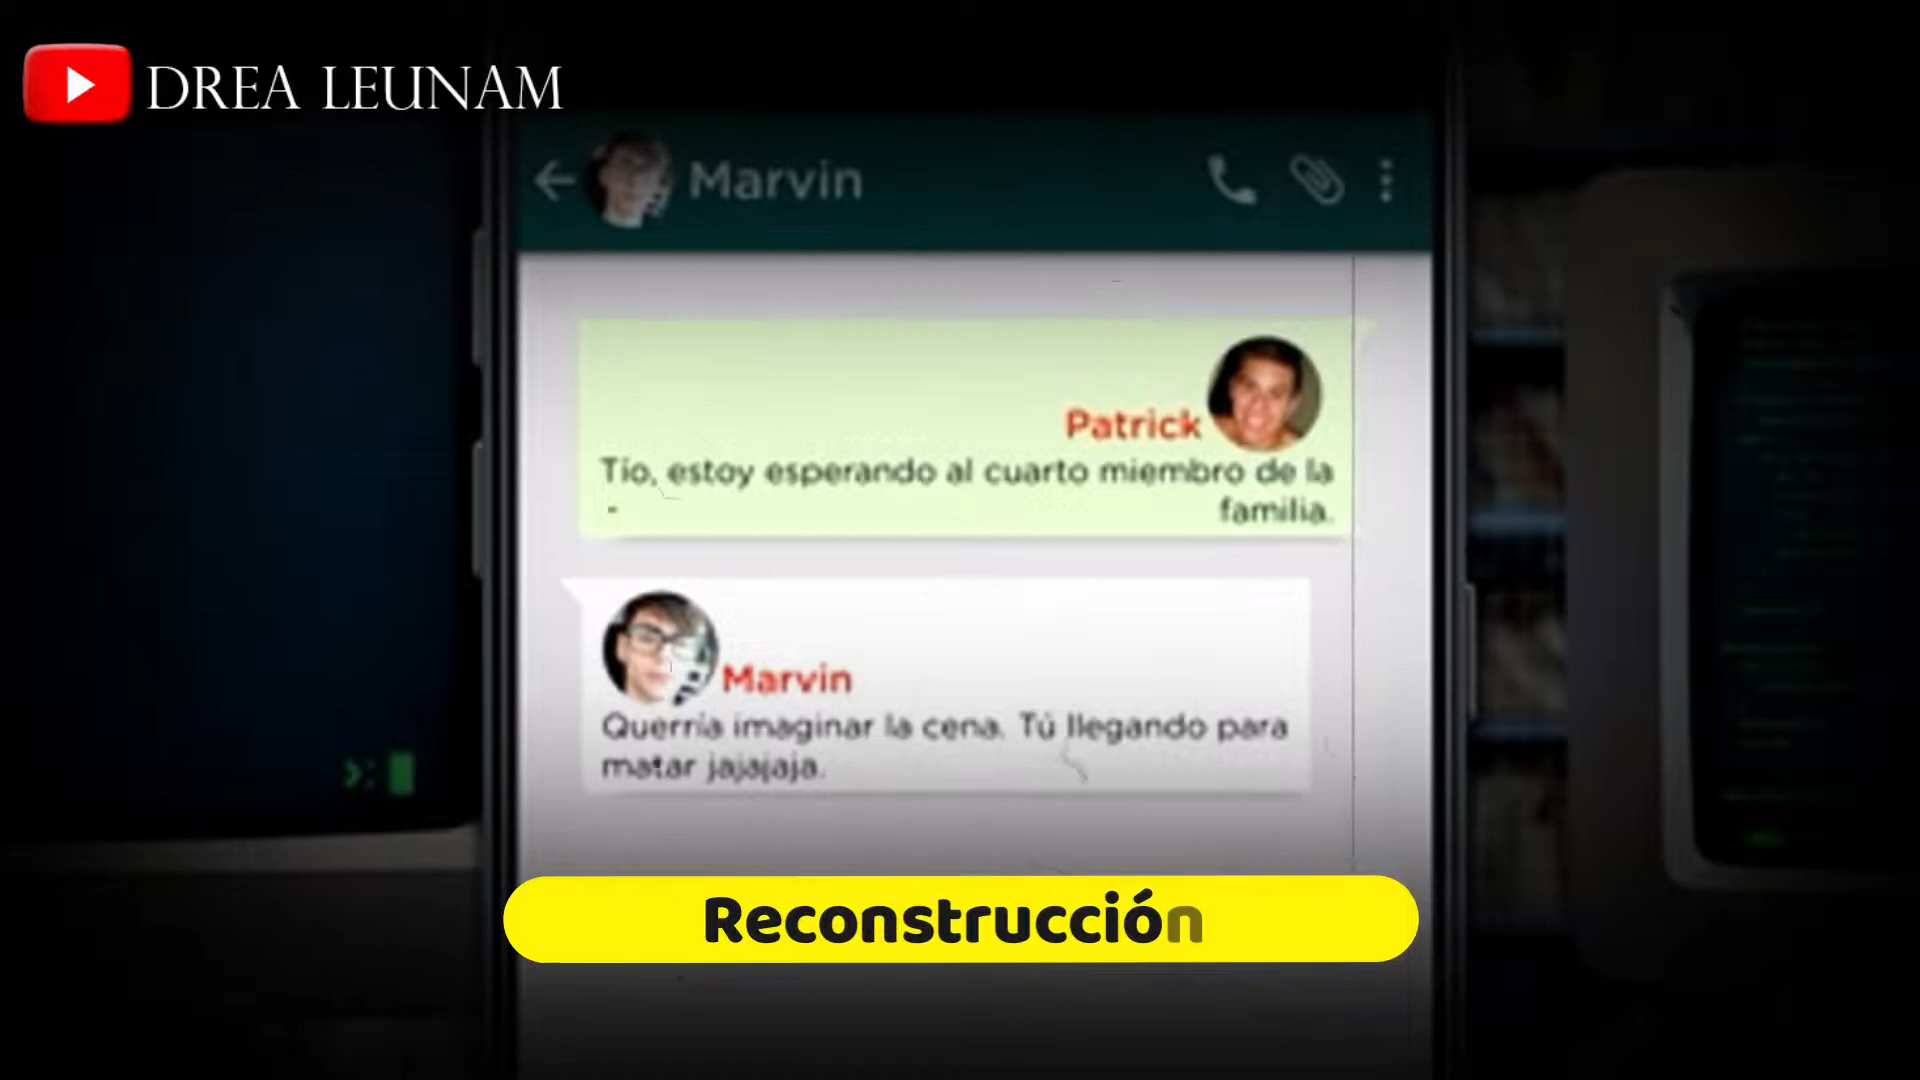 DREA LEUNAM
Marvin
Patrick
Tío, estoy esperando al cuarto miembro de la
familia.
Marvin
Querría imaginar la cena. Tú llegando para
matar jajajaja.
Reconstrucción